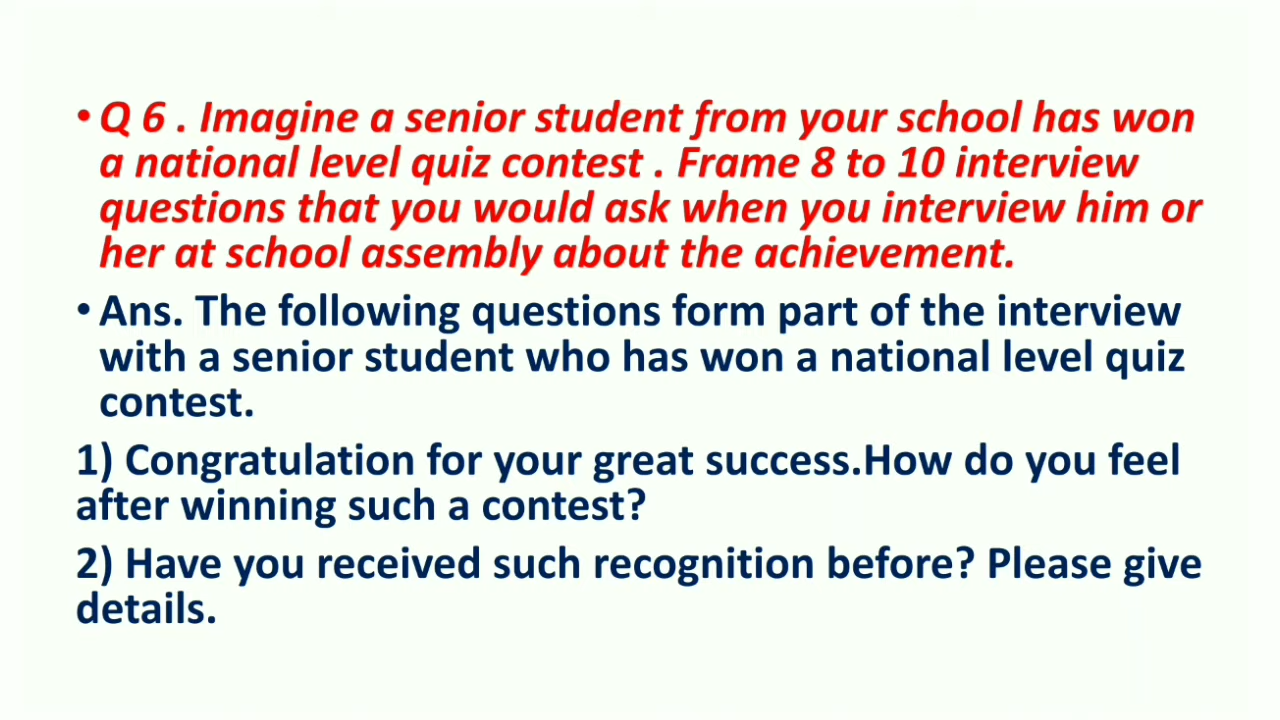 • Q 6 . Imagine a senior student from your school has won
a national level quiz contest . Frame 8 to 10 interview
questions that you would ask when you interview him or
her at school assembly about the achievement.
• Ans. The following questions form part of the interview
with a senior student who has won a national level quiz
contest.
1) Congratulation for your great success.How do you feel
after winning such a contest?
2) Have you received such recognition before? Please give
details.